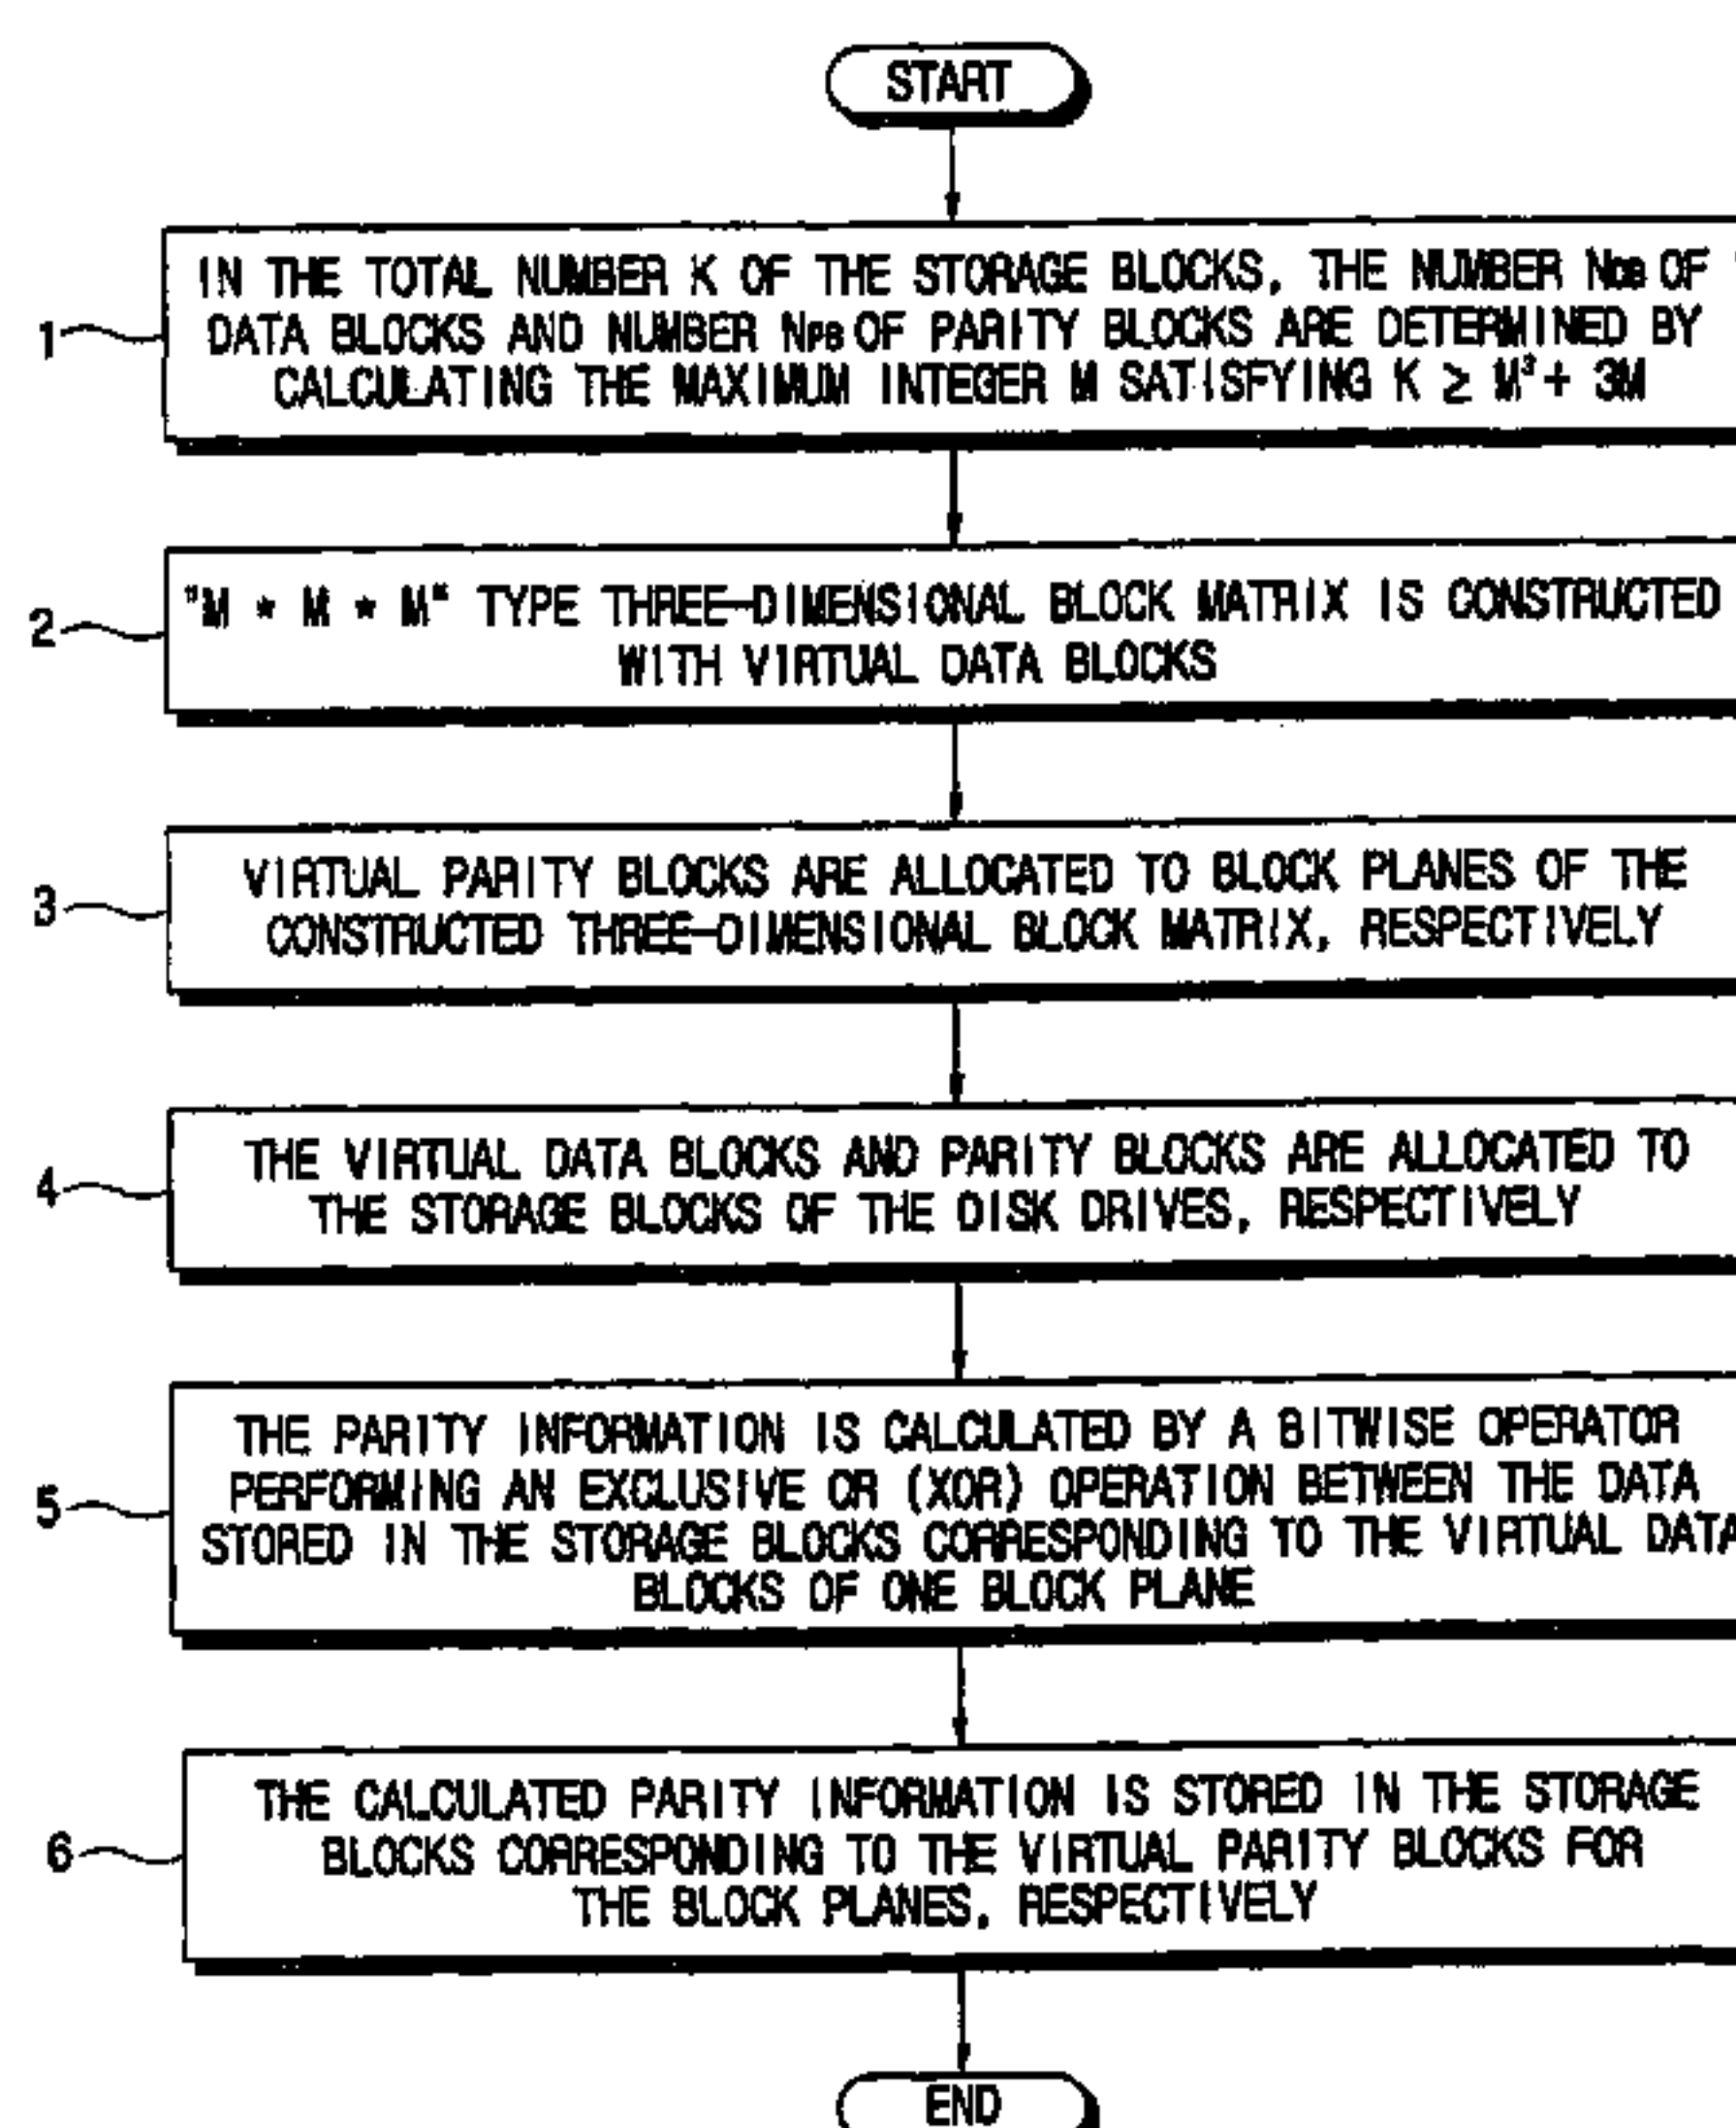 START
IN THE TOTAL NUMBER K OF THE STORAGE BLOCKS, THE NUMBER NDB OF
1
DATA BLOCKS AND NUMBER NPB OF PARITY BLOCKS ARE DETERMINED BY
CALCULATING THE MAXIMUM INTEGER M SATISFYING K ≥ M³+ 3M
2
"M * M * M" TYPE THREE-DIMENSIONAL BLOCK MATRIX IS CONSTRUCTED
WITH VIRTUAL DATA BLOCKS
3
VIRTUAL PARITY BLOCKS ARE ALLOCATED TO BLOCK PLANES OF THE
CONSTRUCTED THREE-DIMENSIONAL BLOCK MATRIX, RESPECTIVELY
4
THE VIRTUAL DATA BLOCKS AND PARITY BLOCKS ARE ALLOCATED TO
THE STORAGE BLOCKS OF THE DISK DRIVES, RESPECTIVELY
5
THE PARITY INFORMATION IS CALCULATED BY A BITWISE OPERATOR
PERFORMING AN EXCLUSIVE OR (XOR) OPERATION BETWEEN THE DATA
STORED IN THE STORAGE BLOCKS CORRESPONDING TO THE VIRTUAL DATA
BLOCKS OF ONE BLOCK PLANE
6
THE CALCULATED PARITY INFORMATION IS STORED IN THE STORAGE
BLOCKS CORRESPONDING TO THE VIRTUAL PARITY BLOCKS FOR
THE BLOCK PLANES, RESPECTIVELY
END